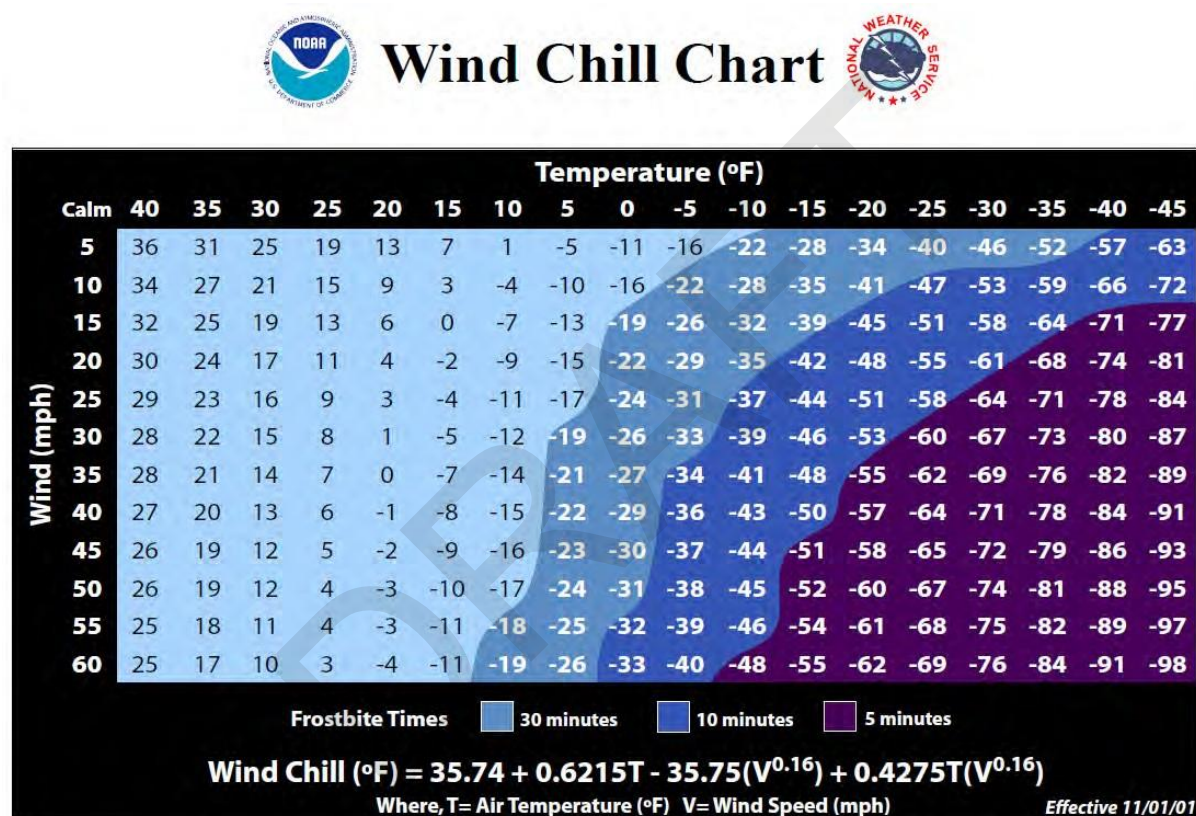 NOAA
NATIONAL OCEANIC AND ATMOSPHERIC ADMINISTRATION
U.S. DEPARTMENT OF COMMERCE
Wind Chill Chart
NATIONAL WEATHER SERVICE
Temperature (ºF)
Calm 40 35 30 25 20 15 10 5 0 -5 -10 -15 -20 -25 -30 -35 -40 -45
5 36 31 25 19 13 7 1 -5 -11 -16 -22 -28 -34 -40 -46 -52 -57 -63
10 34 27 21 15 9 3 -4 -10 -16 -22 -28 -35 -41 -47 -53 -59 -66 -72
15 32 25 19 13 6 0 -7 -13 -19 -26 -32 -39 -45 -51 -58 -64 -71 -77
20 30 24 17 11 4 -2 -9 -15 -22 -29 -35 -42 -48 -55 -61 -68 -74 -81
25 29 23 16 9 3 -4 -11 -17 -24 -31 -37 -44 -51 -58 -64 -71 -78 -84
30 28 22 15 8 1 -5 -12 -19 -26 -33 -39 -46 -53 -60 -67 -73 -80 -87
35 28 21 14 7 0 -7 -14 -21 -27 -34 -41 -48 -55 -62 -69 -76 -82 -89
40 27 20 13 6 -1 -8 -15 -22 -29 -36 -43 -50 -57 -64 -71 -78 -84 -91
45 26 19 12 5 -2 -9 -16 -23 -30 -37 -44 -51 -58 -65 -72 -79 -86 -93
50 26 19 12 4 -3 -10 -17 -24 -31 -38 -45 -52 -60 -67 -74 -81 -88 -95
55 25 18 11 4 -3 -11 -18 -25 -32 -39 -46 -54 -61 -68 -75 -82 -89 -97
60 25 17 10 3 -4 -11 -19 -26 -33 -40 -48 -55 -62 -69 -76 -84 -91 -98
Wind (mph)
DRAFT
Frostbite Times 30 minutes 10 minutes 5 minutes
Wind Chill (ºF) = 35.74 + 0.6215T - 35.75(V^0.16) + 0.4275T(V^0.16)
Where, T= Air Temperature (ºF) V= Wind Speed (mph)
Effective 11/01/01